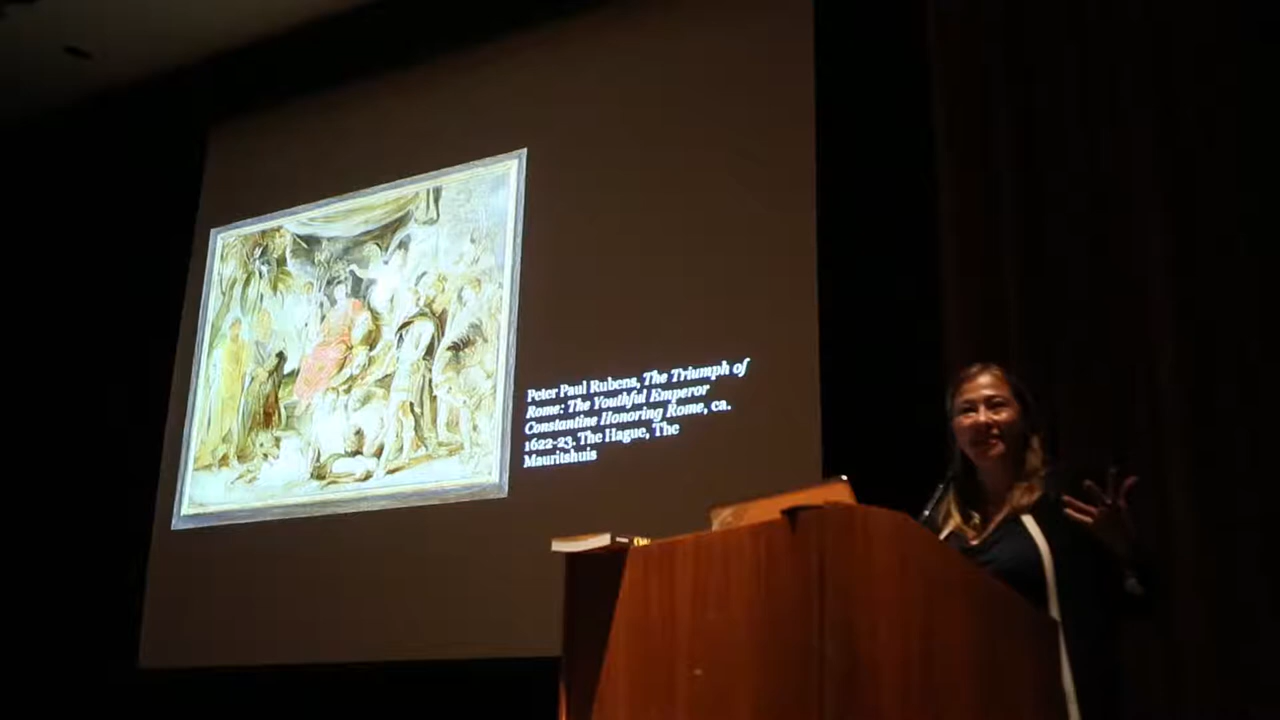 Peter Paul Rubens, The Triumph of
Rome: The Youthful Emperor
Constantine Honoring Rome, ca.
1622-23. The Hague, The
Mauritshuis